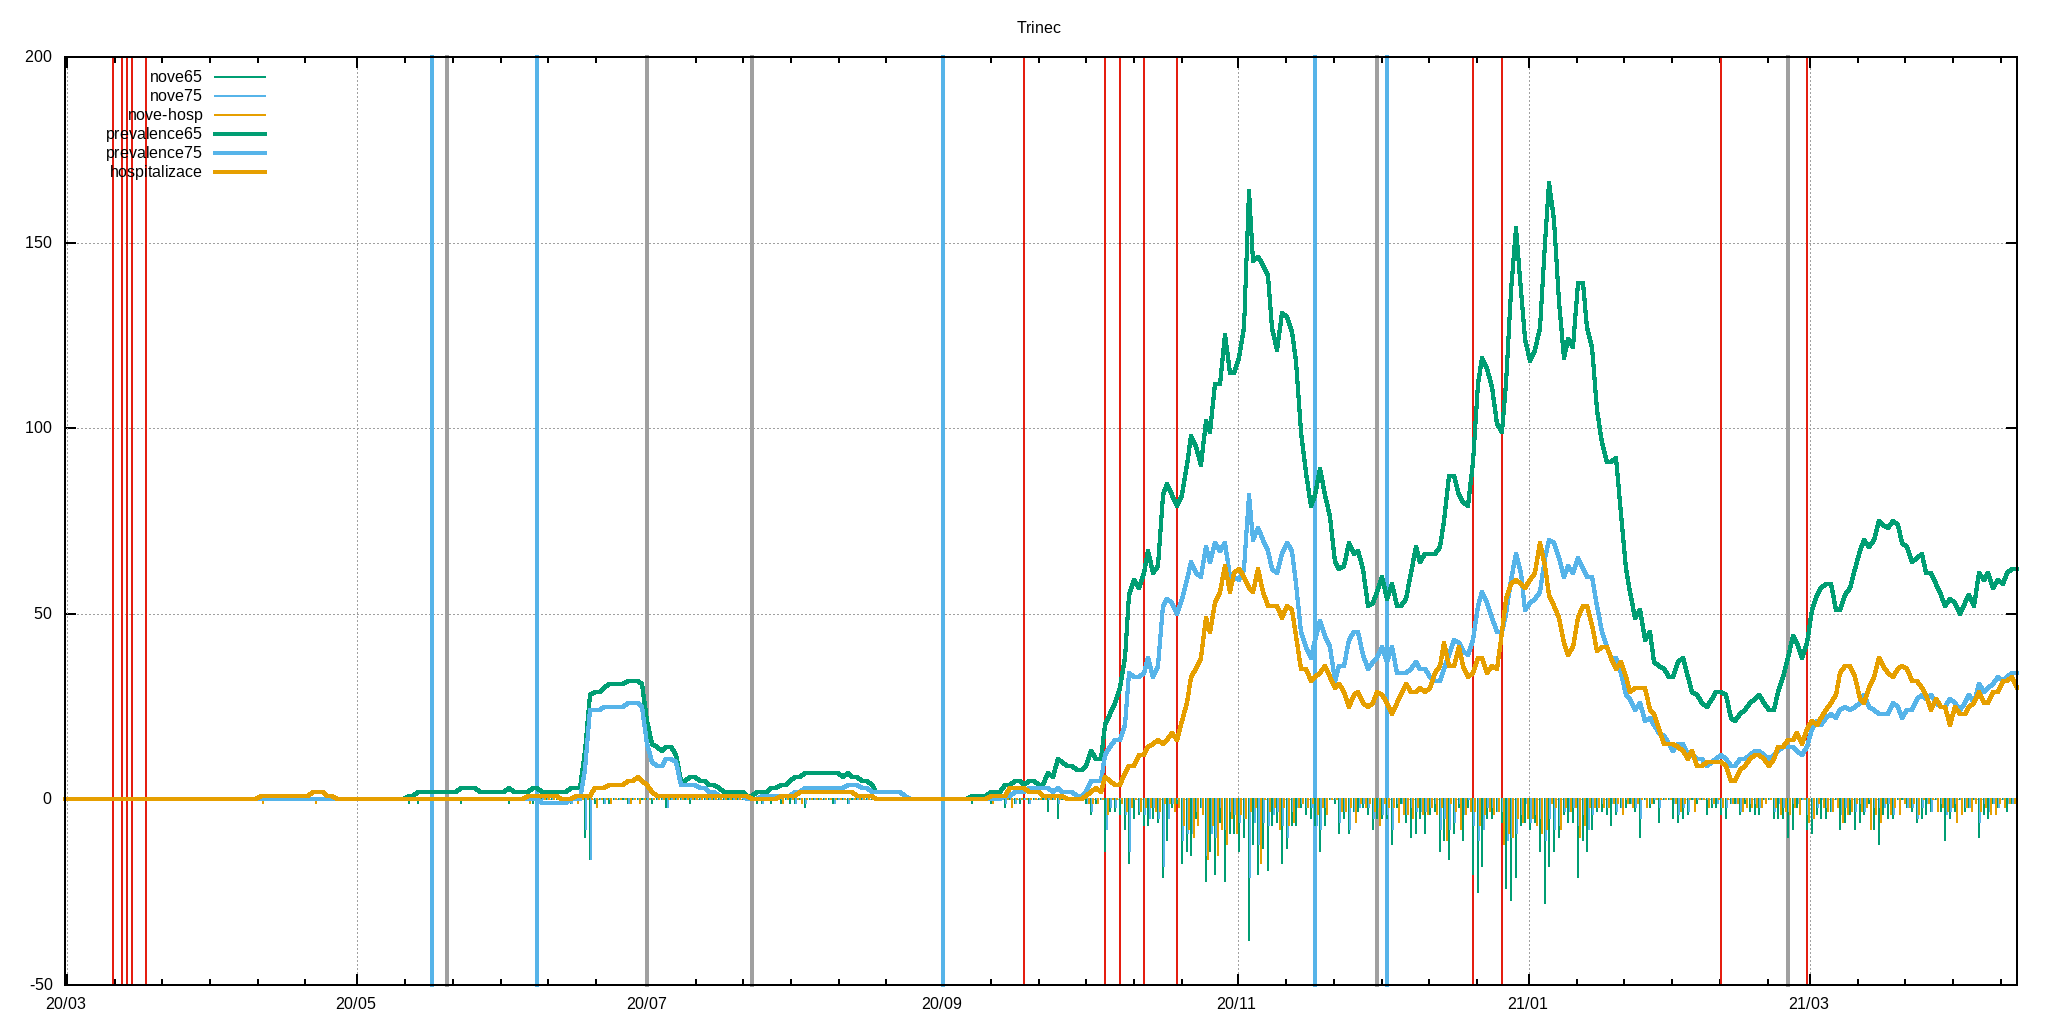 Trinec
200
nove65
nove75
nove-hosp
prevalence65
prevalence75
hospitalizace
150
100
50
0
-50
20/03 20/05 20/07 20/09 20/11 21/01 21/03